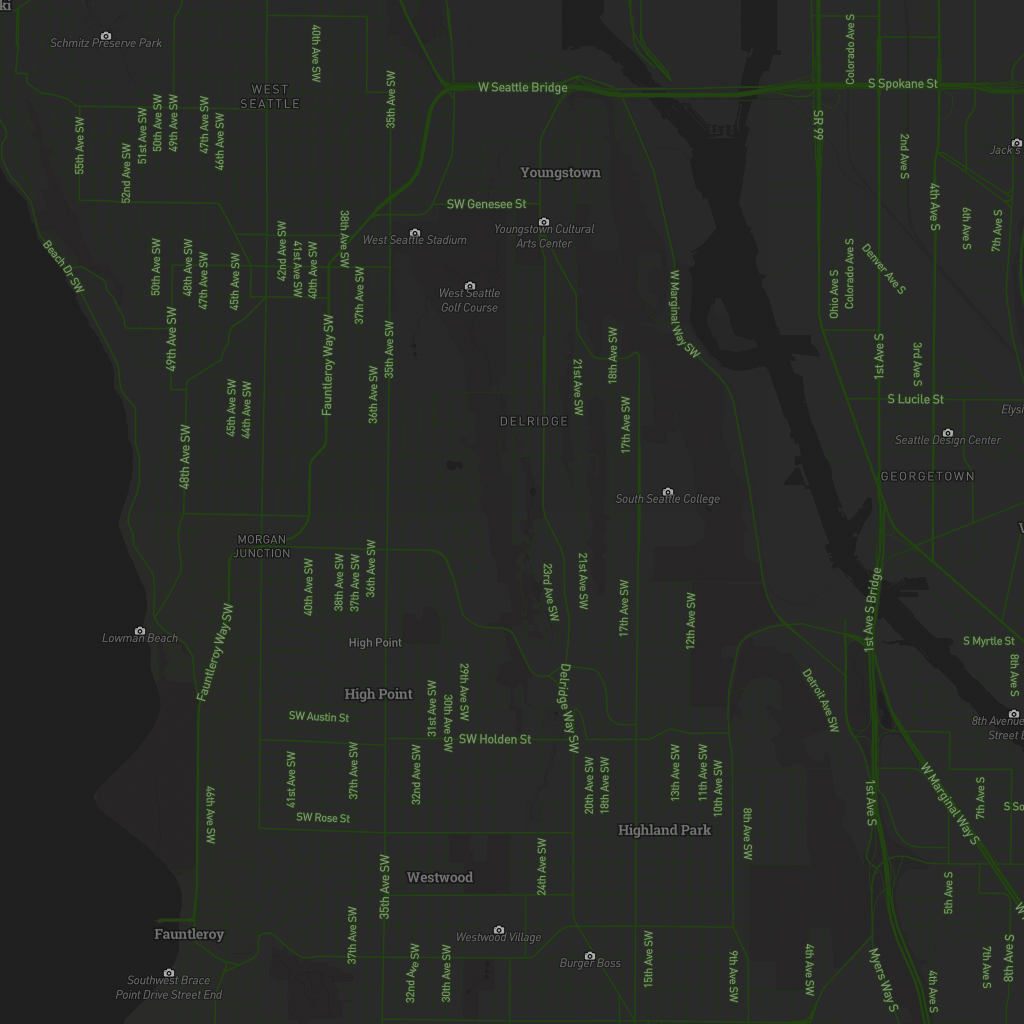 ki
Schmitz Preserve Park
40th Ave SW
WEST
SEATTLE
35th Ave SW
W Seattle Bridge
Colorado Ave S
S Spokane St
SR 99
55th Ave SW
52nd Ave SW
51st Ave SW
50th Ave SW
49th Ave SW
47th Ave SW
46th Ave SW
2nd Ave S
Jack's
Youngstown
SW Genesee St
4th Ave S
6th Ave S
7th Ave S
Youngstown Cultural
Arts Center
West Seattle Stadium
38th Ave SW
42nd Ave SW
41st Ave SW
40th Ave SW
37th Ave SW
Beach Dr SW
50th Ave SW
48th Ave SW
47th Ave SW
45th Ave SW
West Seattle
Golf Course
W Marginal Way SW
Ohio Ave S
Colorado Ave S
Denver Ave S
49th Ave SW
Fauntleroy Way SW
35th Ave SW
36th Ave SW
21st Ave SW
18th Ave SW
17th Ave SW
1st Ave S
3rd Ave S
S Lucile St
Elysi
45th Ave SW
44th Ave SW
48th Ave SW
DELRIDGE
Seattle Design Center
GEORGETOWN
South Seattle College
MORGAN
JUNCTION
40th Ave SW
38th Ave SW
37th Ave SW
36th Ave SW
23rd Ave SW
21st Ave SW
17th Ave SW
12th Ave SW
1st Ave S Bridge
Lowman Beach
Fauntleroy Way SW
High Point
S Myrtle St
8th Ave S
High Point
29th Ave SW
31st Ave SW
30th Ave SW
Delridge Way SW
Detroit Ave SW
SW Austin St
SW Holden St
8th Avenue
Street E
41st Ave SW
37th Ave SW
32nd Ave SW
20th Ave SW
18th Ave SW
13th Ave SW
11th Ave SW
10th Ave SW
8th Ave SW
1st Ave S
W Marginal Way S
7th Ave S
S So
46th Ave SW
SW Rose St
Highland Park
35th Ave SW
Westwood
24th Ave SW
5th Ave S
W
Fauntleroy
37th Ave SW
Westwood Village
Burger Boss
32nd Ave SW
30th Ave SW
15th Ave SW
9th Ave SW
4th Ave SW
Myers Way S
4th Ave S
7th Ave S
8th Ave S
Southwest Brace
Point Drive Street End